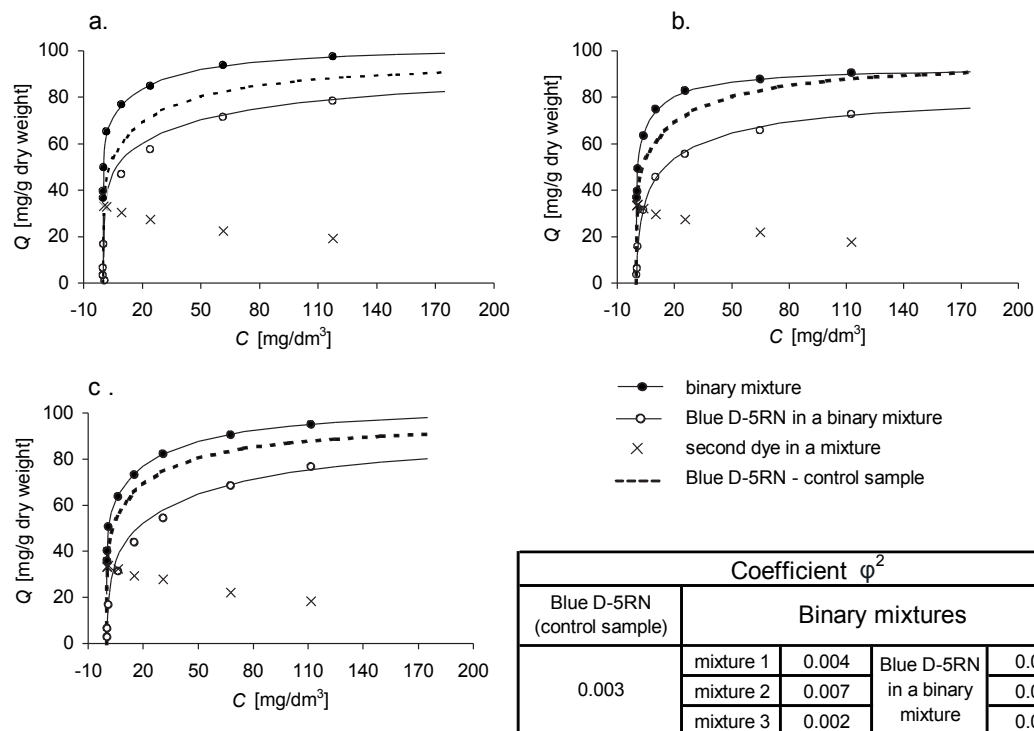 a.
100
80
60
40
20
0
Q [mg/g dry weight]
-10 20 50 80 110 140 170 200
C [mg/dm³]
b.
100
80
60
40
20
0
Q [mg/g dry weight]
-10 20 50 80 110 140 170 200
C [mg/dm³]
c .
100
80
60
40
20
0
Q [mg/g dry weight]
-10 20 50 80 110 140 170 200
C [mg/dm³]
binary mixture
Blue D-5RN in a binary mixture
second dye in a mixture
Blue D-5RN - control sample
Coefficient φ²
Blue D-5RN
(control sample)
Binary mixtures
0.003
mixture 1 0.004
mixture 2 0.007
mixture 3 0.002
Blue D-5RN
in a binary
mixture